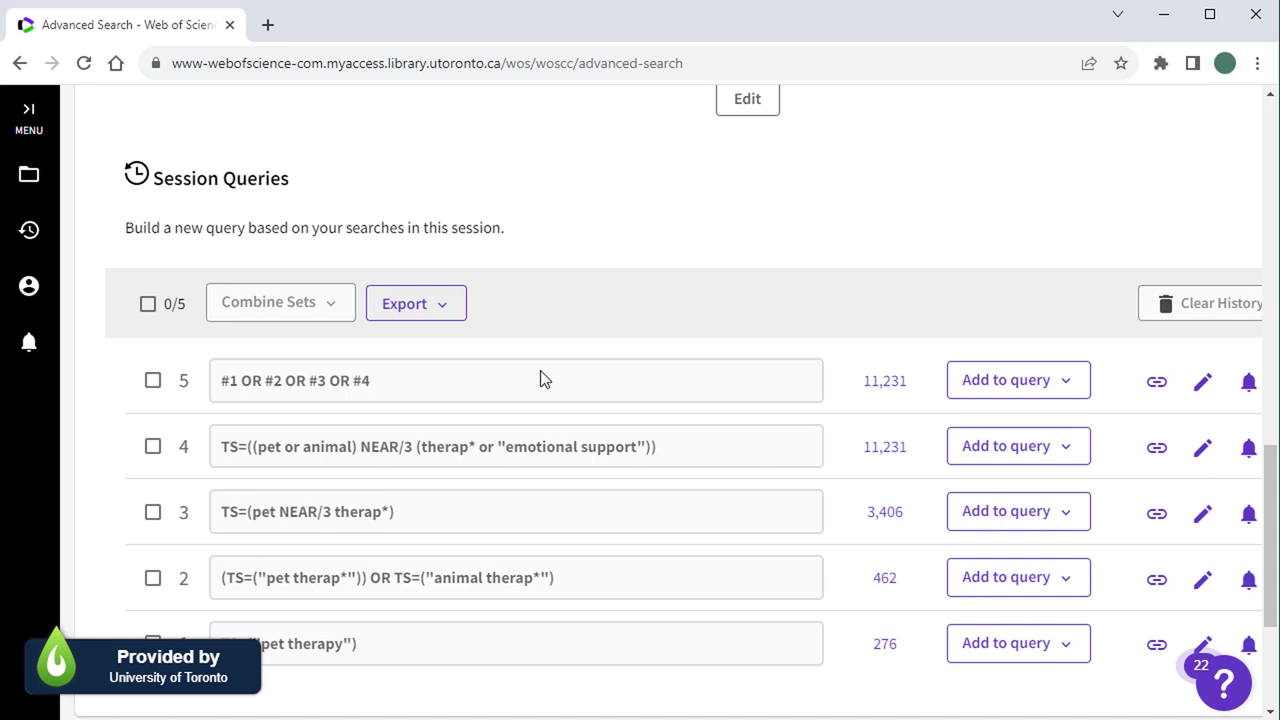 Advanced Search - Web of Scien
www-webofscience-com.myaccess.library.utoronto.ca/wos/woscc/advanced-search
MENU
Edit
Session Queries
Build a new query based on your searches in this session.
0/5 Combine Sets Export Clear History
5 #1 OR #2 OR #3 OR #4 11,231 Add to query
4 TS=((pet or animal) NEAR/3 (therap* or "emotional support")) 11,231 Add to query
3 TS=(pet NEAR/3 therap*) 3,406 Add to query
2 (TS=("pet therap*")) OR TS=("animal therap*") 462 Add to query
pet therapy") 276 Add to query
Provided by
University of Toronto
22
?